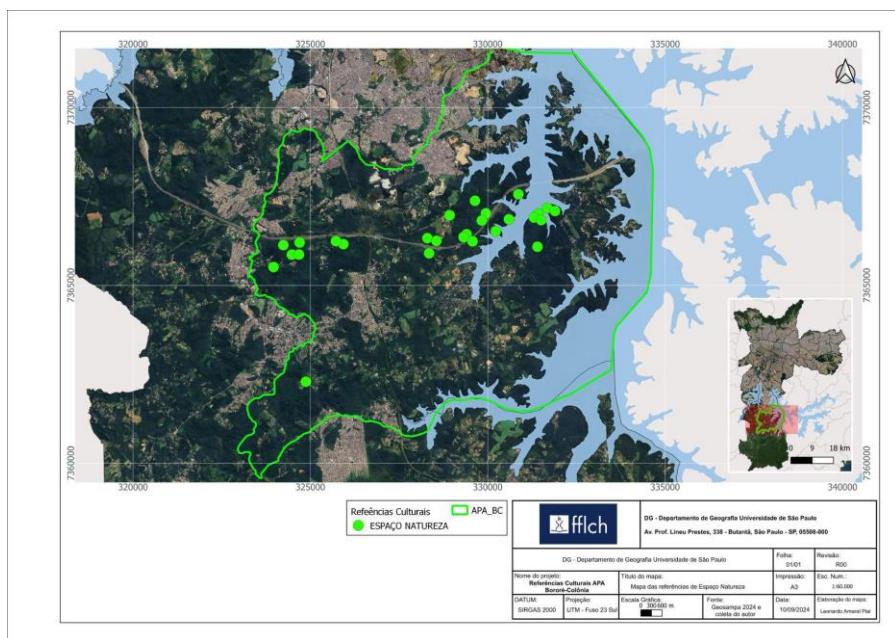 320000 325000 330000 335000 340000
7370000 7370000
7365000 7365000
7360000 7360000
0 9 18 km
320000 325000 330000 335000 340000
Refeências Culturais APA_BC
ESPAÇO NATUREZA
fflch
DG - Departamento de Geografia Universidade de São Paulo
Av. Prof. Lineu Prestes, 338 - Butantã, São Paulo - SP, 05508-000
DG - Departamento de Geografia Universidade de São Paulo
Folha:
01/01
Revisão:
R00
Nome do projeto:
Referências Culturais APA
Bororé-Colônia
Título do mapa:
Mapa das referências de Espaço Natureza
Impressão:
A3
Esc. Num.:
1:60.000
DATUM:
SIRGAS 2000
Projeção:
UTM - Fuso 23 Sul
Escala Gráfica:
0 300 600 m
Fonte:
Geosampa 2024 e
coleta do autor
Data:
10/09/2024
Elaboração do mapa:
Leonardo Amaral